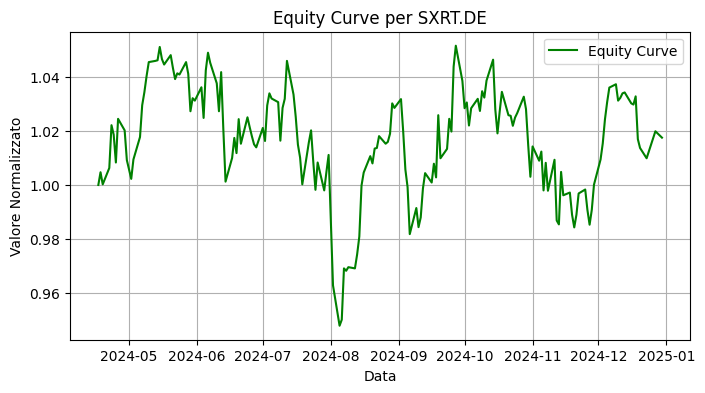 Equity Curve per SXRT.DE
Equity Curve
Valore Normalizzato
1.04
1.02
1.00
0.98
0.96
2024-05 2024-06 2024-07 2024-08 2024-09 2024-10 2024-11 2024-12 2025-01
Data